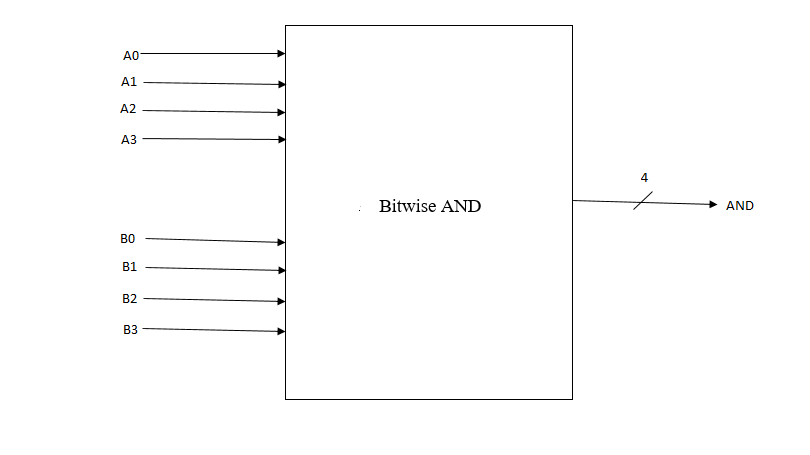 A0
A1
A2
A3
B0
B1
B2
B3
Bitwise AND
4
AND